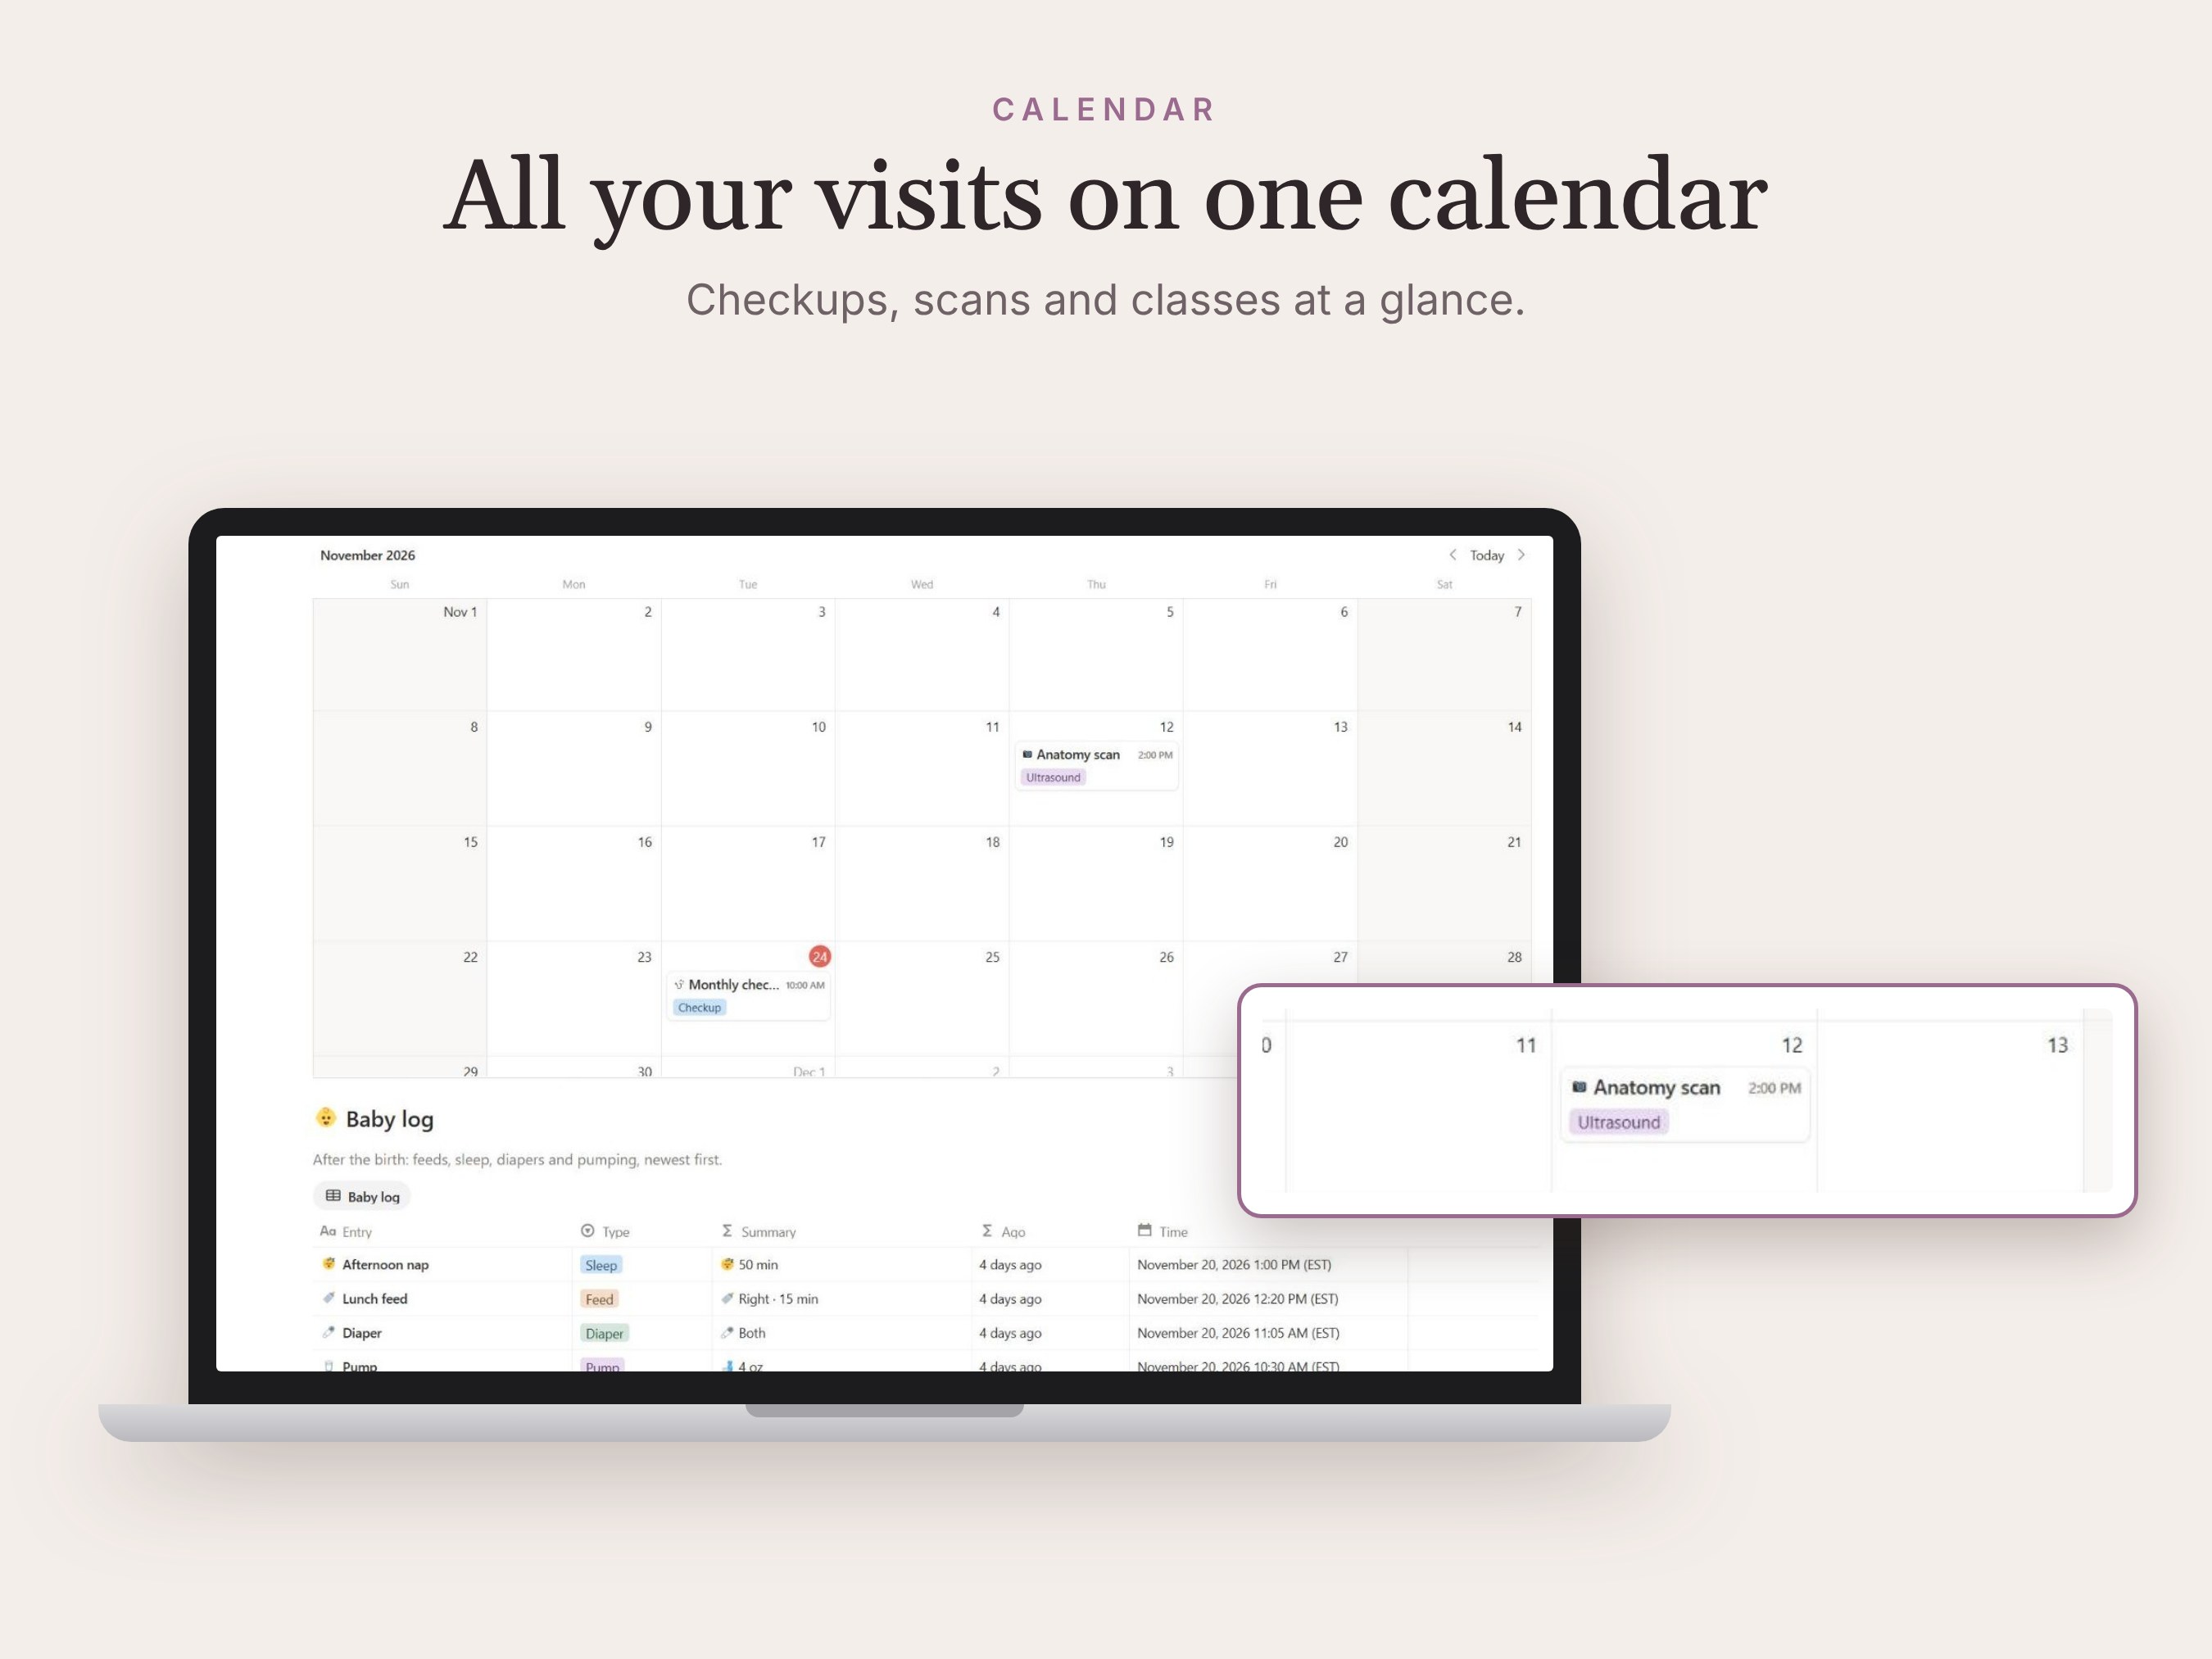 CALENDAR
All your visits on one calendar
Checkups, scans and classes at a glance.
November 2026
Today
Sun Mon Tue Wed Thu Fri Sat
Nov 1 2 3 4 5 6 7
8 9 10 11 12 13 14
Anatomy scan 2:00 PM
Ultrasound
15 16 17 18 19 20 21
22 23 24 25 26 27 28
Monthly chec... 10:00 AM
Checkup
29 30 Dec 1 2 3
0 11 12 13
Anatomy scan 2:00 PM
Ultrasound
Baby log
After the birth: feeds, sleep, diapers and pumping, newest first.
Baby log
Aa Entry Type Σ Summary Σ Ago Time
Afternoon nap Sleep 50 min 4 days ago November 20, 2026 1:00 PM (EST)
Lunch feed Feed Right · 15 min 4 days ago November 20, 2026 12:20 PM (EST)
Diaper Diaper Both 4 days ago November 20, 2026 11:05 AM (EST)
Pump Pump 4 oz 4 days ago November 20, 2026 10:30 AM (EST)